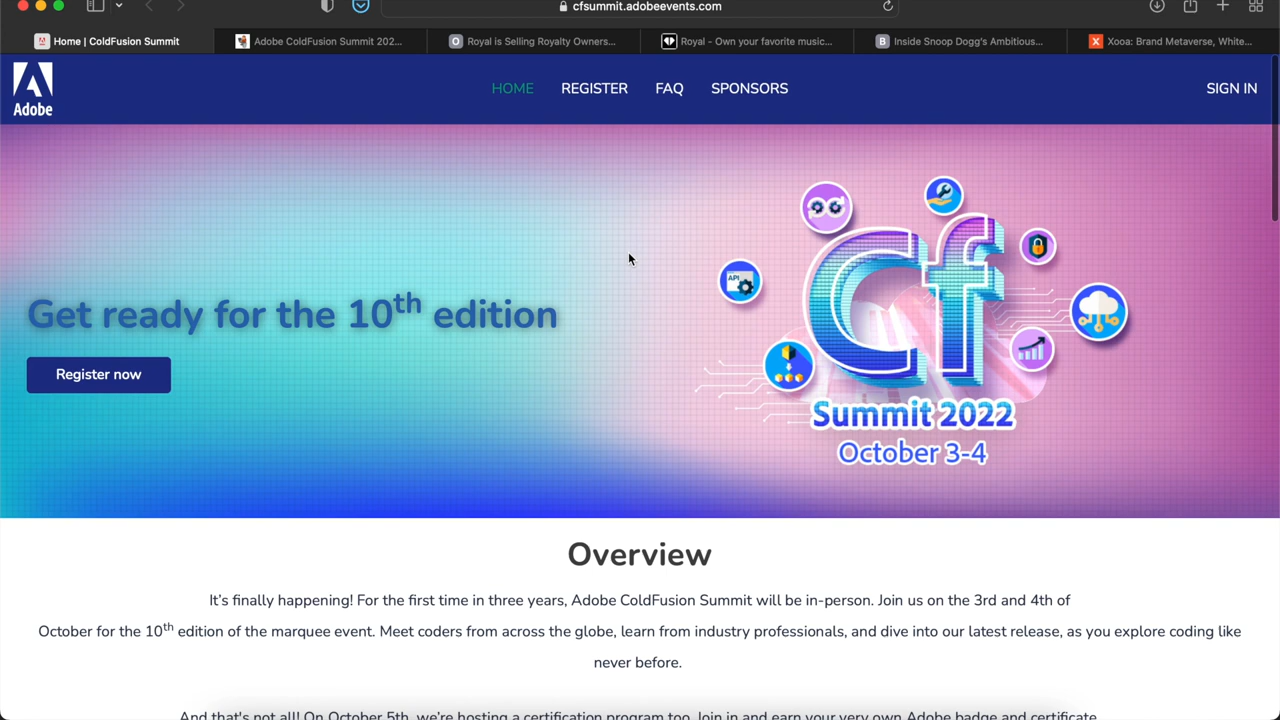 cfsummit.adobeevents.com
Home | ColdFusion Summit
Adobe ColdFusion Summit 202...
Royal is Selling Royalty Owners...
Royal - Own your favorite music...
Inside Snoop Dogg's Ambitious...
Xooa: Brand Metaverse, White...
Adobe
HOME
REGISTER
FAQ
SPONSORS
SIGN IN
Get ready for the 10th edition
Register now
API
Cf
Summit 2022
October 3-4
Overview
It's finally happening! For the first time in three years, Adobe ColdFusion Summit will be in-person. Join us on the 3rd and 4th of
October for the 10th edition of the marquee event. Meet coders from across the globe, learn from industry professionals, and dive into our latest release, as you explore coding like
never before.
And that's not all! On October 5th, we're hosting a certification program too. Join in and earn your very own Adobe badge and certificate